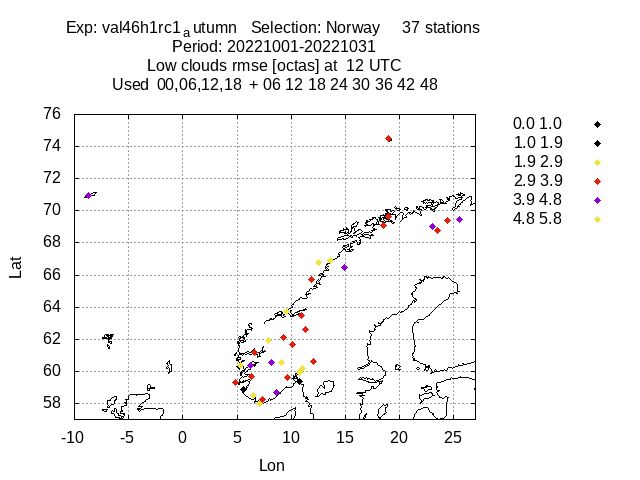 Exp: val46h1rc1autumn Selection: Norway 37 stations
Period: 20221001-20221031
Low clouds rmse [octas] at 12 UTC
Used 00,06,12,18 + 06 12 18 24 30 36 42 48
76
74
72
70
68
66
64
62
60
58
Lat
-10 -5 0 5 10 15 20 25
Lon
0.0 1.0
1.0 1.9
1.9 2.9
2.9 3.9
3.9 4.8
4.8 5.8